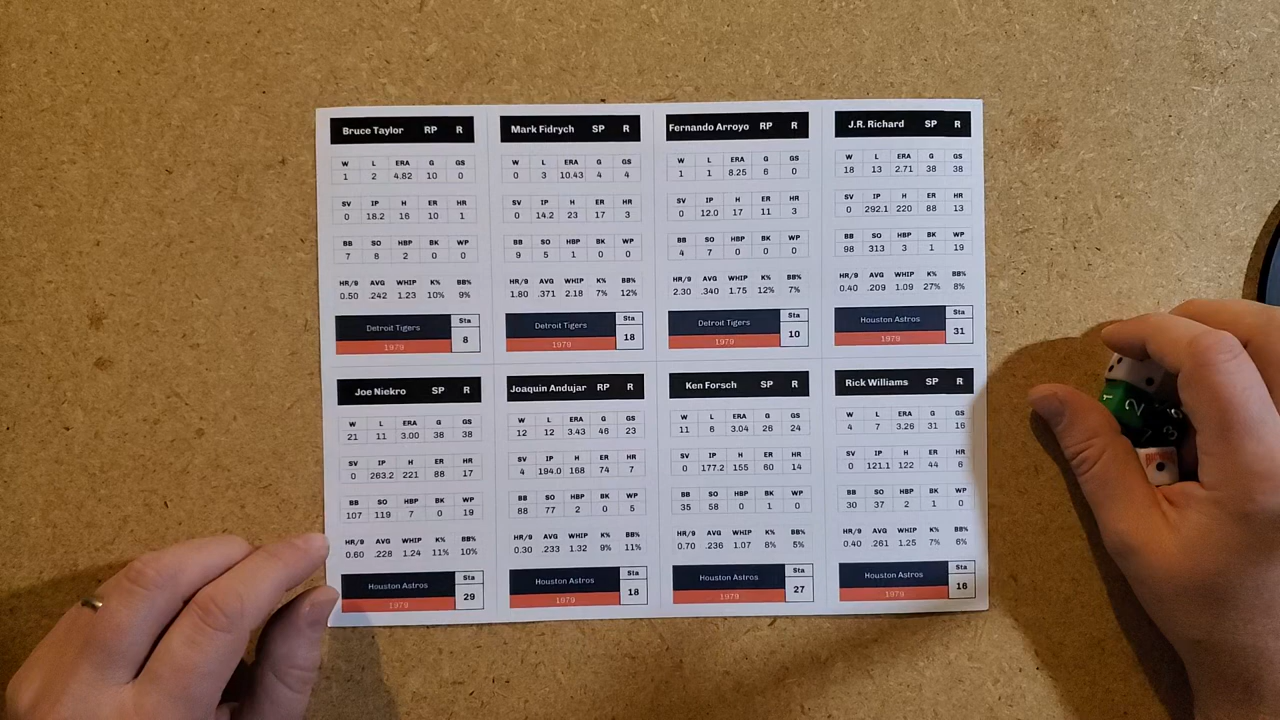 Bruce Taylor RP R
W L ERA G GS
1 2 4.82 10 0
SV IP H ER HR
0 18.2 16 10 1
BB SO HBP BK WP
7 8 2 0 0
HR/9 AVG WHIP K% BB%
0.50 .242 1.23 10% 9%
Detroit Tigers
1979
Sta
8
Mark Fidrych SP R
W L ERA G GS
0 3 10.43 4 4
SV IP H ER HR
0 14.2 23 17 3
BB SO HBP BK WP
9 5 1 0 0
HR/9 AVG WHIP K% BB%
1.80 .371 2.18 7% 12%
Detroit Tigers
1979
Sta
18
Fernando Arroyo RP R
W L ERA G GS
1 1 8.25 6 0
SV IP H ER HR
0 12.0 17 11 3
BB SO HBP BK WP
4 7 0 0 0
HR/9 AVG WHIP K% BB%
2.30 .340 1.75 12% 7%
Detroit Tigers
1979
Sta
10
J.R. Richard SP R
W L ERA G GS
18 13 2.71 38 38
SV IP H ER HR
0 292.1 220 88 13
BB SO HBP BK WP
98 313 3 1 19
HR/9 AVG WHIP K% BB%
0.40 .209 1.09 27% 8%
Houston Astros
1979
Sta
31
Joe Niekro SP R
W L ERA G GS
21 11 3.00 38 38
SV IP H ER HR
0 263.2 221 88 17
BB SO HBP BK WP
107 119 7 0 19
HR/9 AVG WHIP K% BB%
0.60 .228 1.24 11% 10%
Houston Astros
1979
Sta
29
Joaquin Andujar RP R
W L ERA G GS
12 12 3.43 46 23
SV IP H ER HR
4 194.0 168 74 7
BB SO HBP BK WP
88 77 2 0 5
HR/9 AVG WHIP K% BB%
0.30 .233 1.32 9% 11%
Houston Astros
1979
Sta
18
Ken Forsch SP R
W L ERA G GS
11 6 3.04 26 24
SV IP H ER HR
0 177.2 155 60 14
BB SO HBP BK WP
35 58 0 1 0
HR/9 AVG WHIP K% BB%
0.70 .236 1.07 8% 5%
Houston Astros
1979
Sta
27
Rick Williams SP R
W L ERA G GS
4 7 3.26 31 16
SV IP H ER HR
0 121.1 122 44 6
BB SO HBP BK WP
30 37 2 1 0
HR/9 AVG WHIP K% BB%
0.40 .261 1.25 7% 6%
Houston Astros
1979
Sta
16
1
2
3